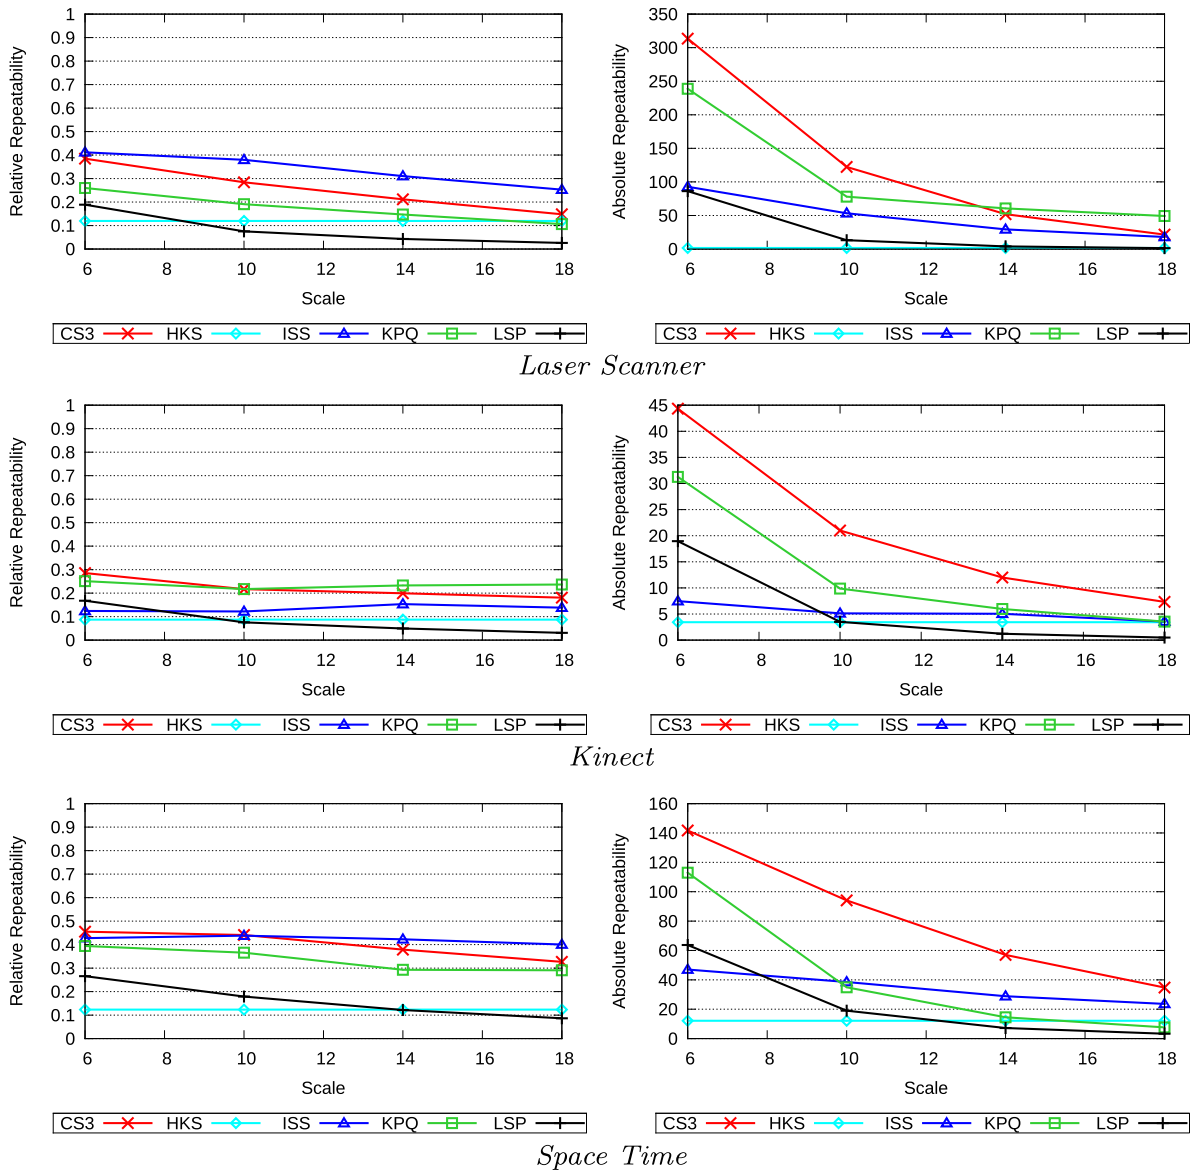 Relative Repeatability
1
0.9
0.8
0.7
0.6
0.5
0.4
0.3
0.2
0.1
0
6 8 10 12 14 16 18
Scale
CS3 HKS ISS KPQ LSP
Absolute Repeatability
350
300
250
200
150
100
50
0
6 8 10 12 14 16 18
Scale
CS3 HKS ISS KPQ LSP
Laser Scanner
Relative Repeatability
1
0.9
0.8
0.7
0.6
0.5
0.4
0.3
0.2
0.1
0
6 8 10 12 14 16 18
Scale
CS3 HKS ISS KPQ LSP
Absolute Repeatability
45
40
35
30
25
20
15
10
5
0
6 8 10 12 14 16 18
Scale
CS3 HKS ISS KPQ LSP
Kinect
Relative Repeatability
1
0.9
0.8
0.7
0.6
0.5
0.4
0.3
0.2
0.1
0
6 8 10 12 14 16 18
Scale
CS3 HKS ISS KPQ LSP
Absolute Repeatability
160
140
120
100
80
60
40
20
0
6 8 10 12 14 16 18
Scale
CS3 HKS ISS KPQ LSP
Space Time